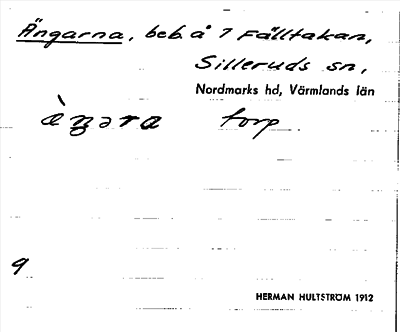 Ängarna, beb. å 7 Fälltakan,
Silleruds sn,
Nordmarks hd, Värmlands län
torp
9
HERMAN HULTSTRÖM 1912